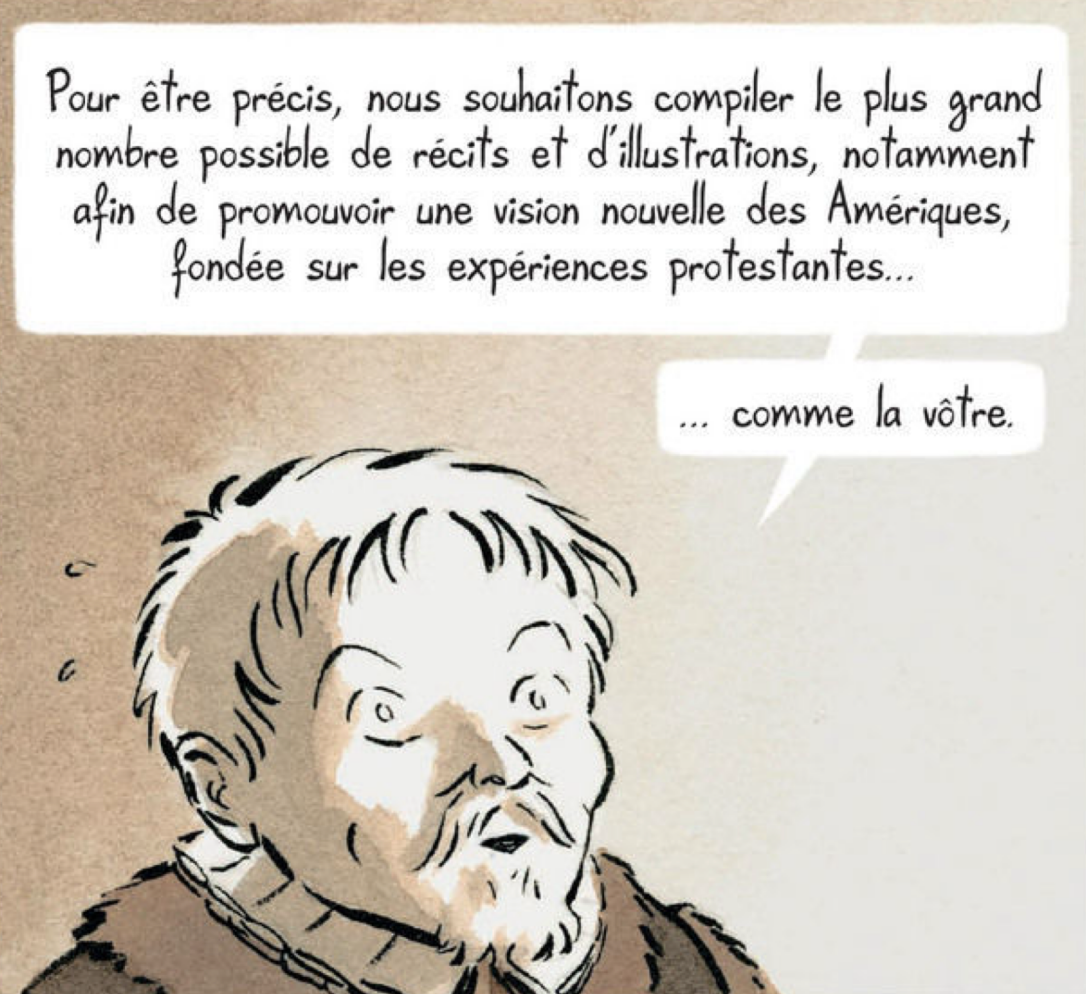 Pour être précis, nous souhaitons compiler le plus grand
nombre possible de récits et d'illustrations, notamment
afin de promouvoir une vision nouvelle des Amériques,
fondée sur les expériences protestantes...
... comme la vôtre.